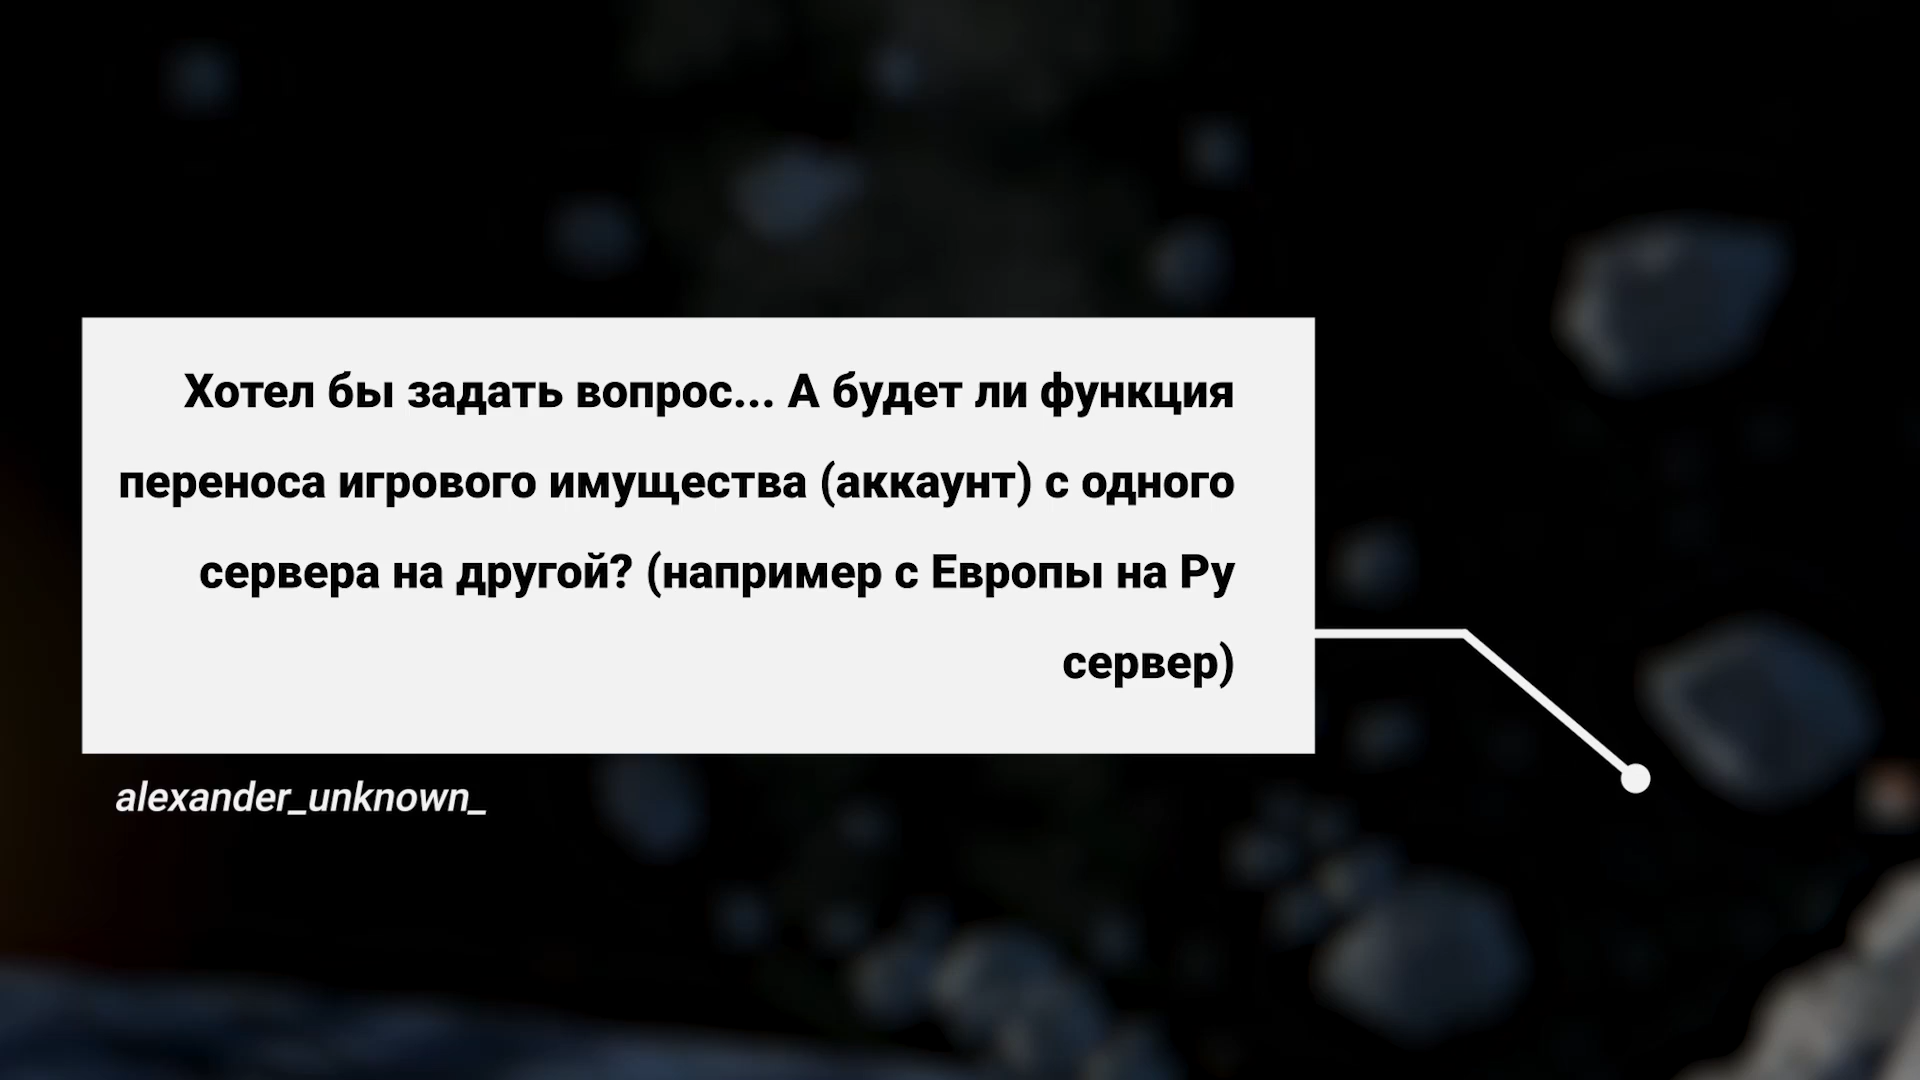 Хотел бы задать вопрос... А будет ли функция
переноса игрового имущества (аккаунт) с одного
сервера на другой? (например с Европы на Ру
сервер)
alexander_unknown_